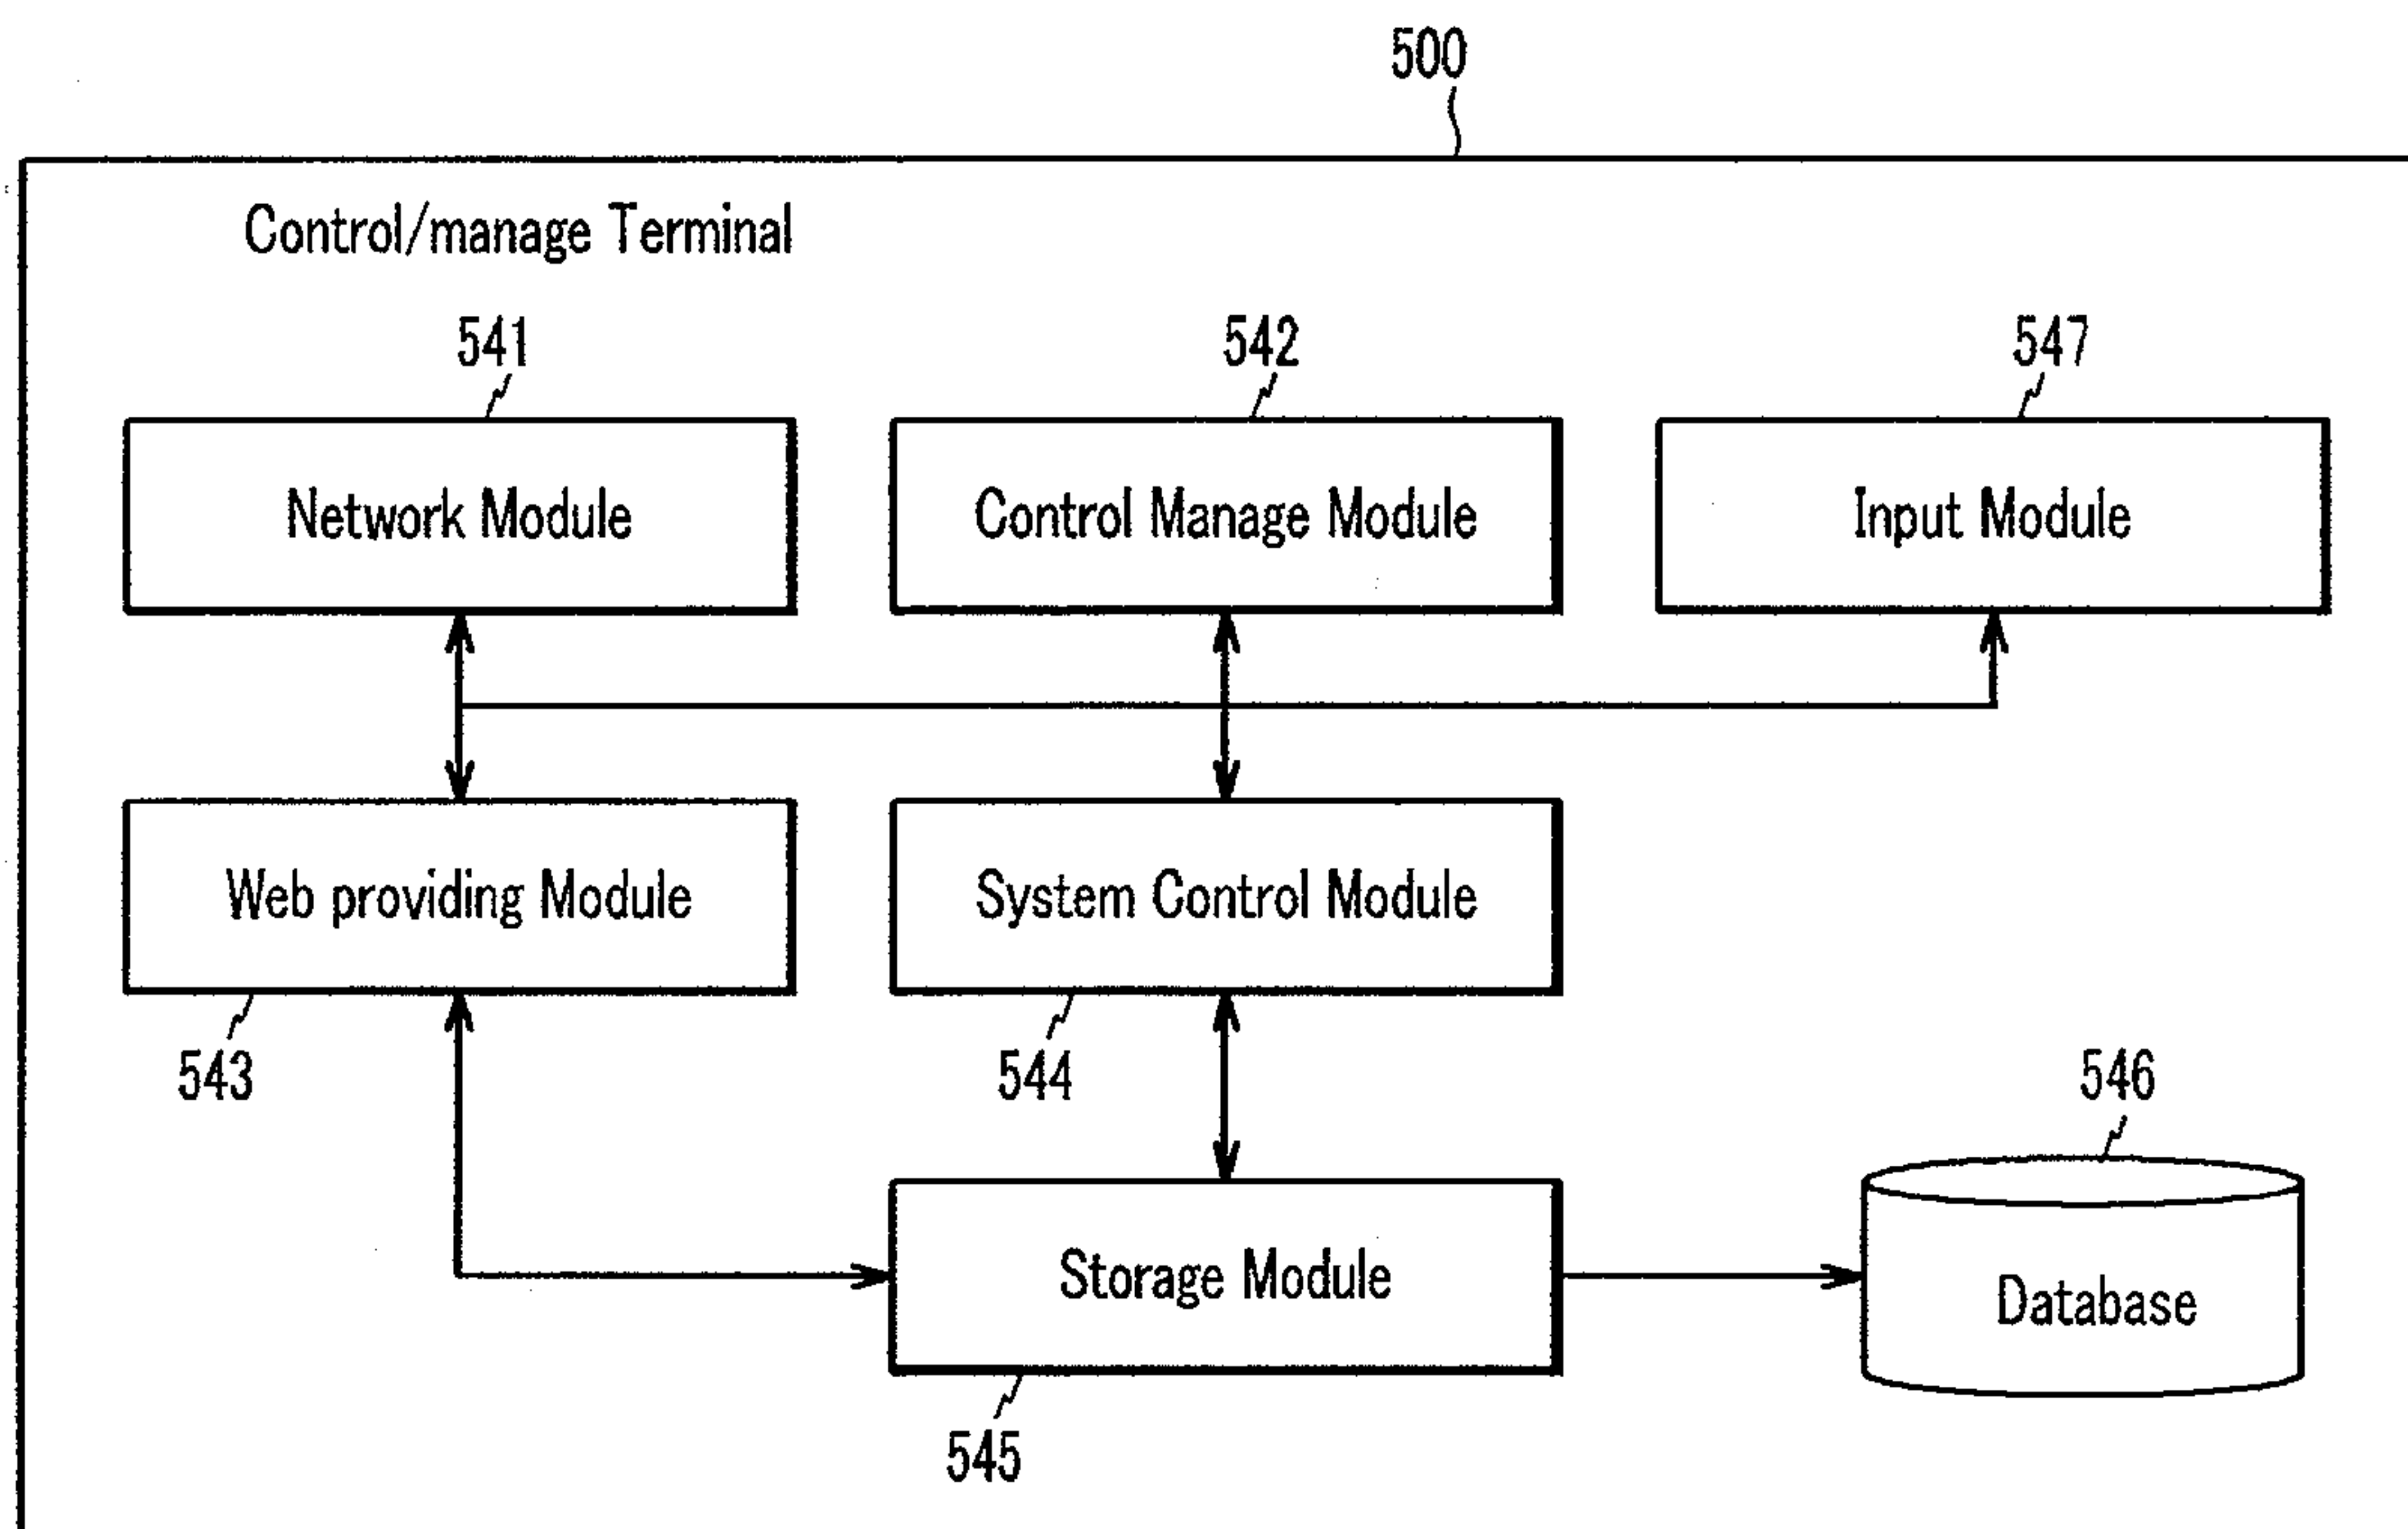 500
Control/manage Terminal
541
542
547
Network Module
Control Manage Module
Input Module
Web providing Module
System Control Module
543
544
546
Storage Module
Database
545